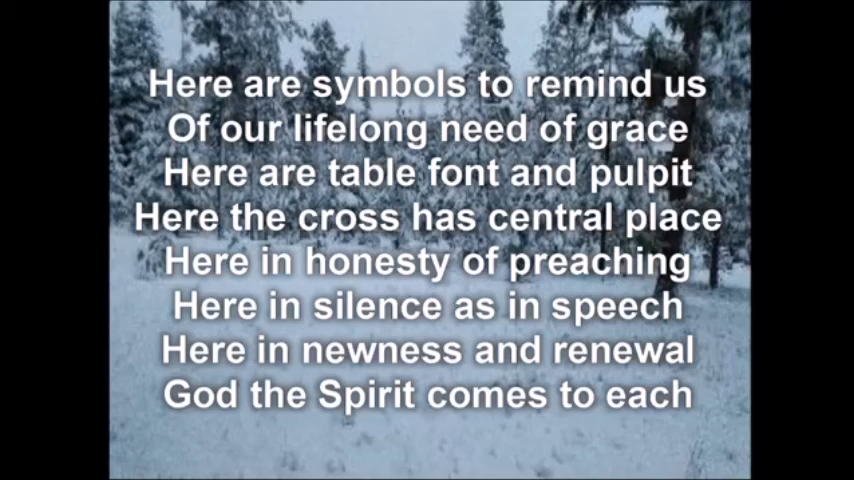 Here are symbols to remind us
Of our lifelong need of grace
Here are table font and pulpit
Here the cross has central place
Here in honesty of preaching
Here in silence as in speech
Here in newness and renewal
God the Spirit comes to each